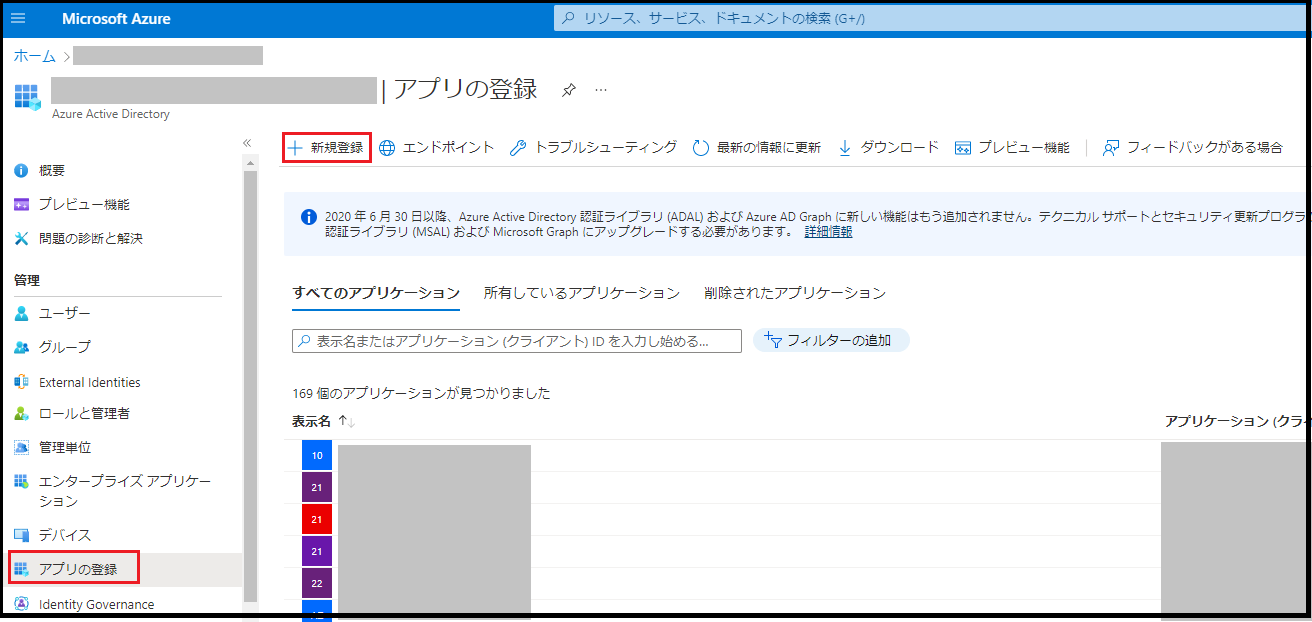 Microsoft Azure
リソース、サービス、ドキュメントの検索 (G+/)
ホーム >
| アプリの登録 ...
Azure Active Directory
«
新規登録 エンドポイント トラブルシューティング 最新の情報に更新 ダウンロード プレビュー機能 | フィードバックがある場合
概要
プレビュー機能
問題の診断と解決
管理
ユーザー
グループ
External Identities
ロールと管理者
管理単位
エンタープライズ アプリケー
ション
デバイス
アプリの登録
Identity Governance
2020 年 6 月 30 日以降、Azure Active Directory 認証ライブラリ (ADAL) および Azure AD Graph に新しい機能はもう追加されません。テクニカル サポートとセキュリティ更新プログラ
認証ライブラリ (MSAL) および Microsoft Graph にアップグレードする必要があります。 詳細情報
すべてのアプリケーション 所有しているアプリケーション 削除されたアプリケーション
表示名またはアプリケーション (クライアント) ID を入力し始める... フィルターの追加
169 個のアプリケーションが見つかりました
表示名 ↑↓ アプリケーション (クライ
10
21
21
21
22